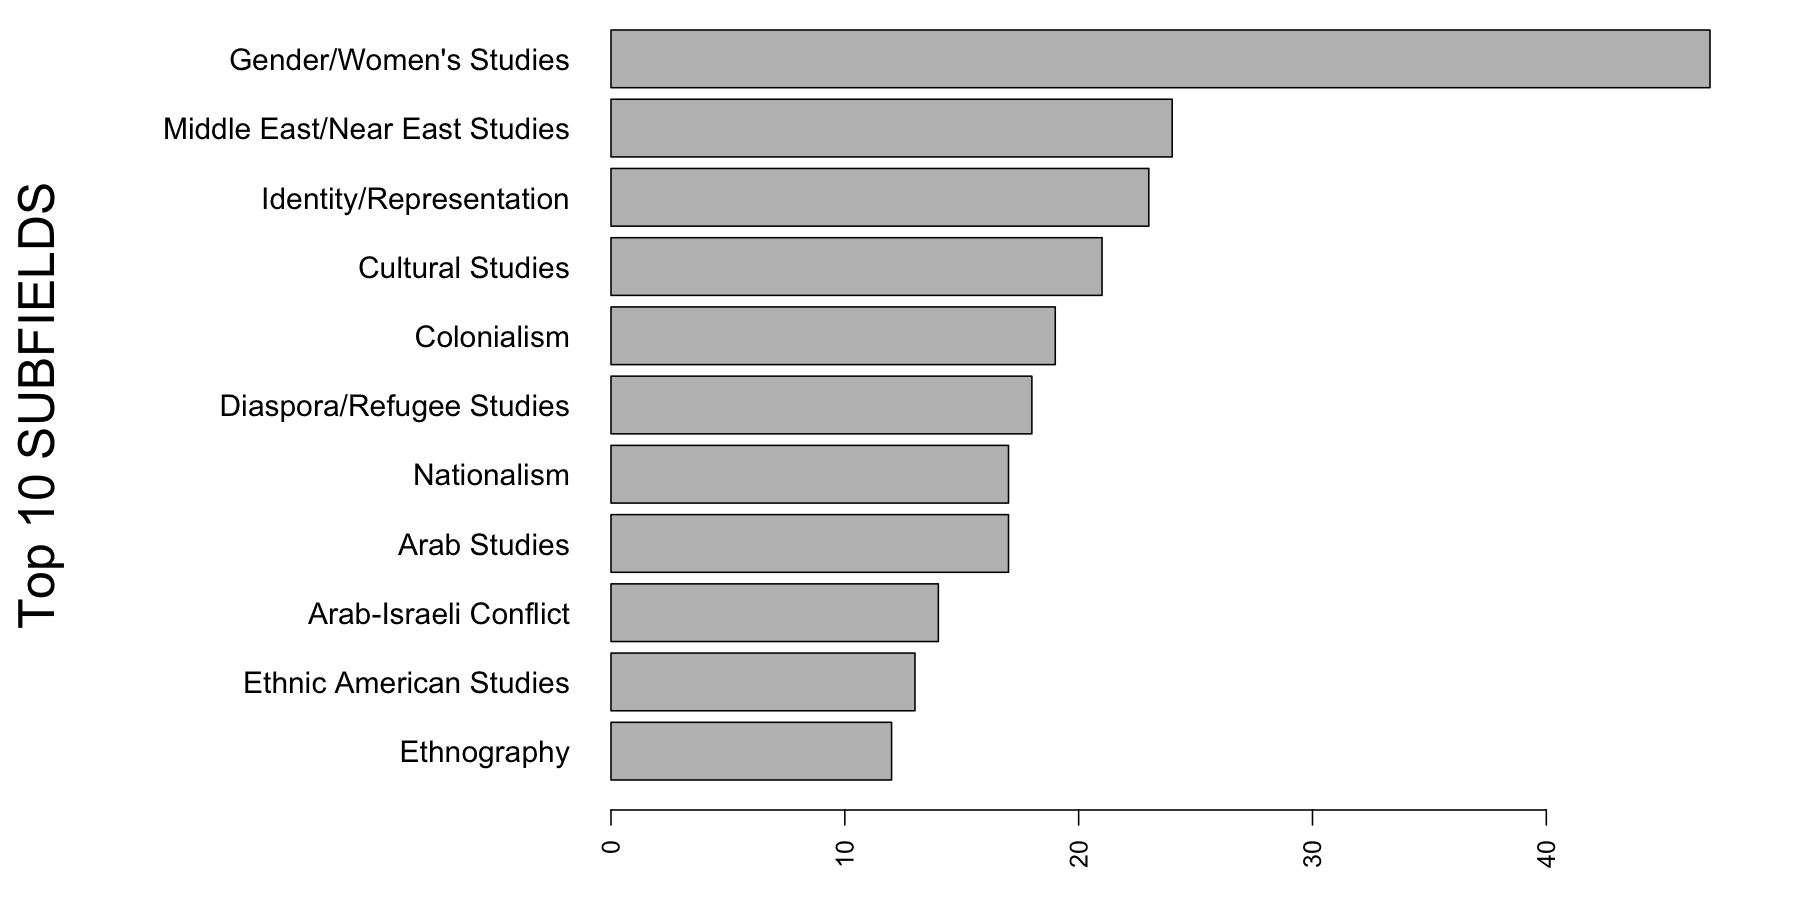 Top 10 SUBFIELDS
Gender/Women's Studies
Middle East/Near East Studies
Identity/Representation
Cultural Studies
Colonialism
Diaspora/Refugee Studies
Nationalism
Arab Studies
Arab-Israeli Conflict
Ethnic American Studies
Ethnography
0
10
20
30
40